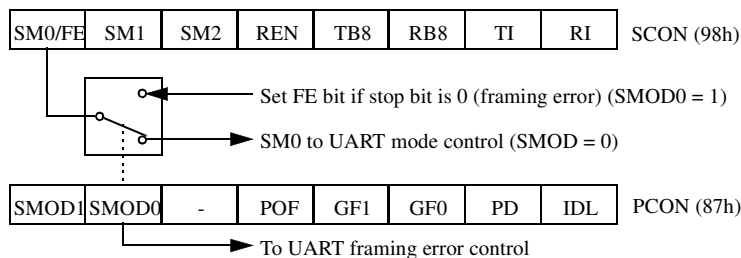 SM0/FE SM1 SM2 REN TB8 RB8 TI RI SCON (98h)
Set FE bit if stop bit is 0 (framing error) (SMOD0 = 1)
SM0 to UART mode control (SMOD = 0)
SMOD1 SMOD0 - POF GF1 GF0 PD IDL PCON (87h)
To UART framing error control